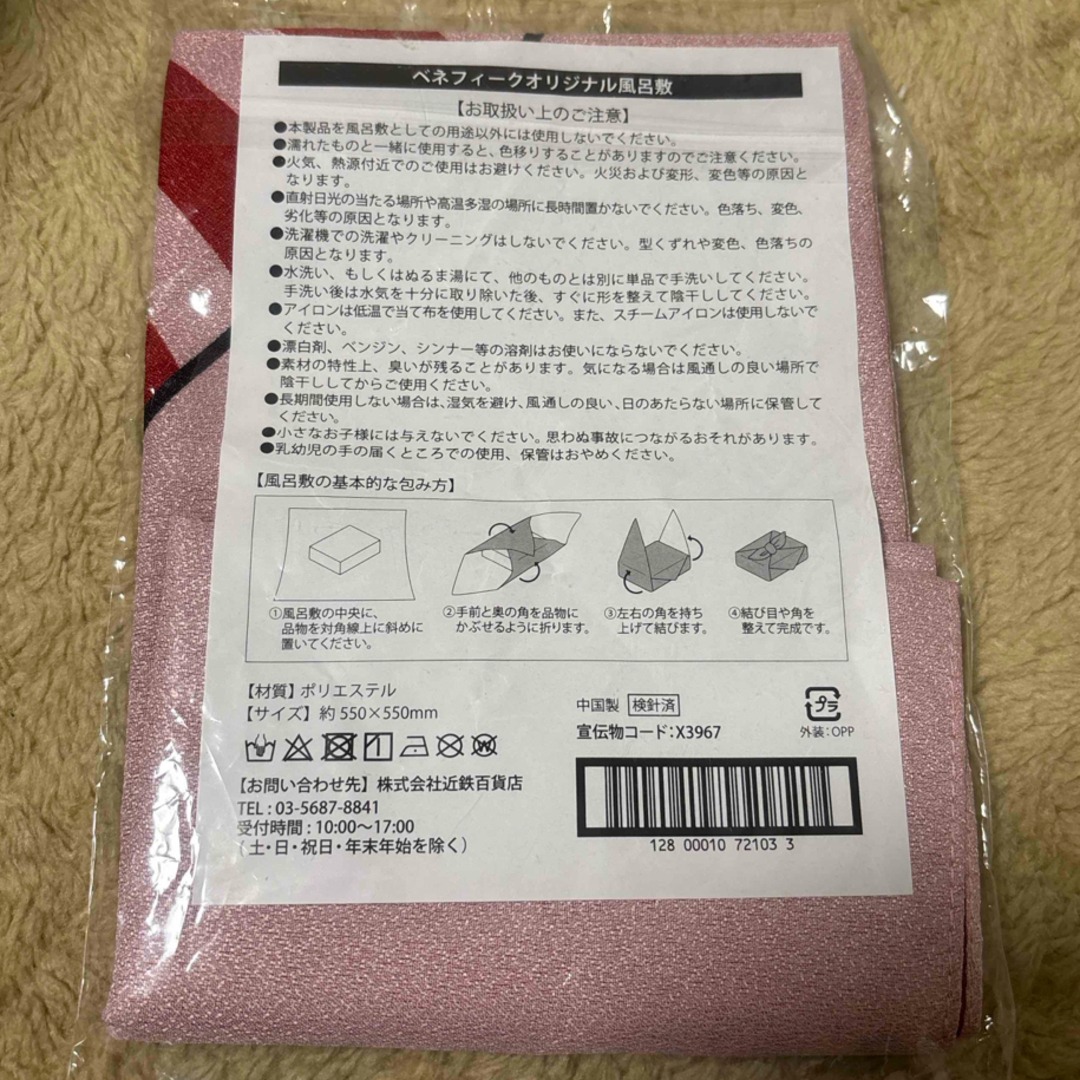 ベネフィークオリジナル風呂敷
【お取扱い上のご注意】
●本製品を風呂敷としての用途以外には使用しないでください。
●濡れたものと一緒に使用すると、色移りすることがありますのでご注意ください。
●火気、熱源付近でのご使用はお避けください。火災および変形、変色等の原因と
なります。
●直射日光の当たる場所や高温多湿の場所に長時間置かないでください。色落ち、変色、
劣化等の原因となります。
●洗濯機での洗濯やクリーニングはしないでください。型くずれや変色、色落ちの
原因となります。
●水洗い、もしくはぬるま湯にて、他のものとは別に単品で手洗いしてください。
手洗い後は水気を十分に取り除いた後、すぐに形を整えて陰干ししてください。
●アイロンは低温で当て布を使用してください。また、スチームアイロンは使用しないで
ください。
●漂白剤、ベンジン、シンナー等の溶剤はお使いにならないでください。
●素材の特性上、臭いが残ることがあります。気になる場合は風通しの良い場所で
陰干ししてからご使用ください。
●長期間使用しない場合は、湿気を避け、風通しの良い、日のあたらない場所に保管して
ください。
●小さなお子様には与えないでください。思わぬ事故につながるおそれがあります。
●乳幼児の手の届くところでの使用、保管はおやめください。
【風呂敷の基本的な包み方】
①風呂敷の中央に、
品物を対角線上に斜めに
置いてください。
②手前と奥の角を品物に
かぶせるように折ります。
③左右の角を持ち
上げて結びます。
④結び目や角を
整えて完成です。
【材質】ポリエステル
【サイズ】約550×550mm
中国製 検針済
宣伝物コード:X3967
プラ
外装:OPP
W
【お問い合わせ先】株式会社近鉄百貨店
TEL : 03-5687-8841
受付時間 : 10:00〜17:00
(土・日・祝日・年末年始を除く)
128 00010 72103 3